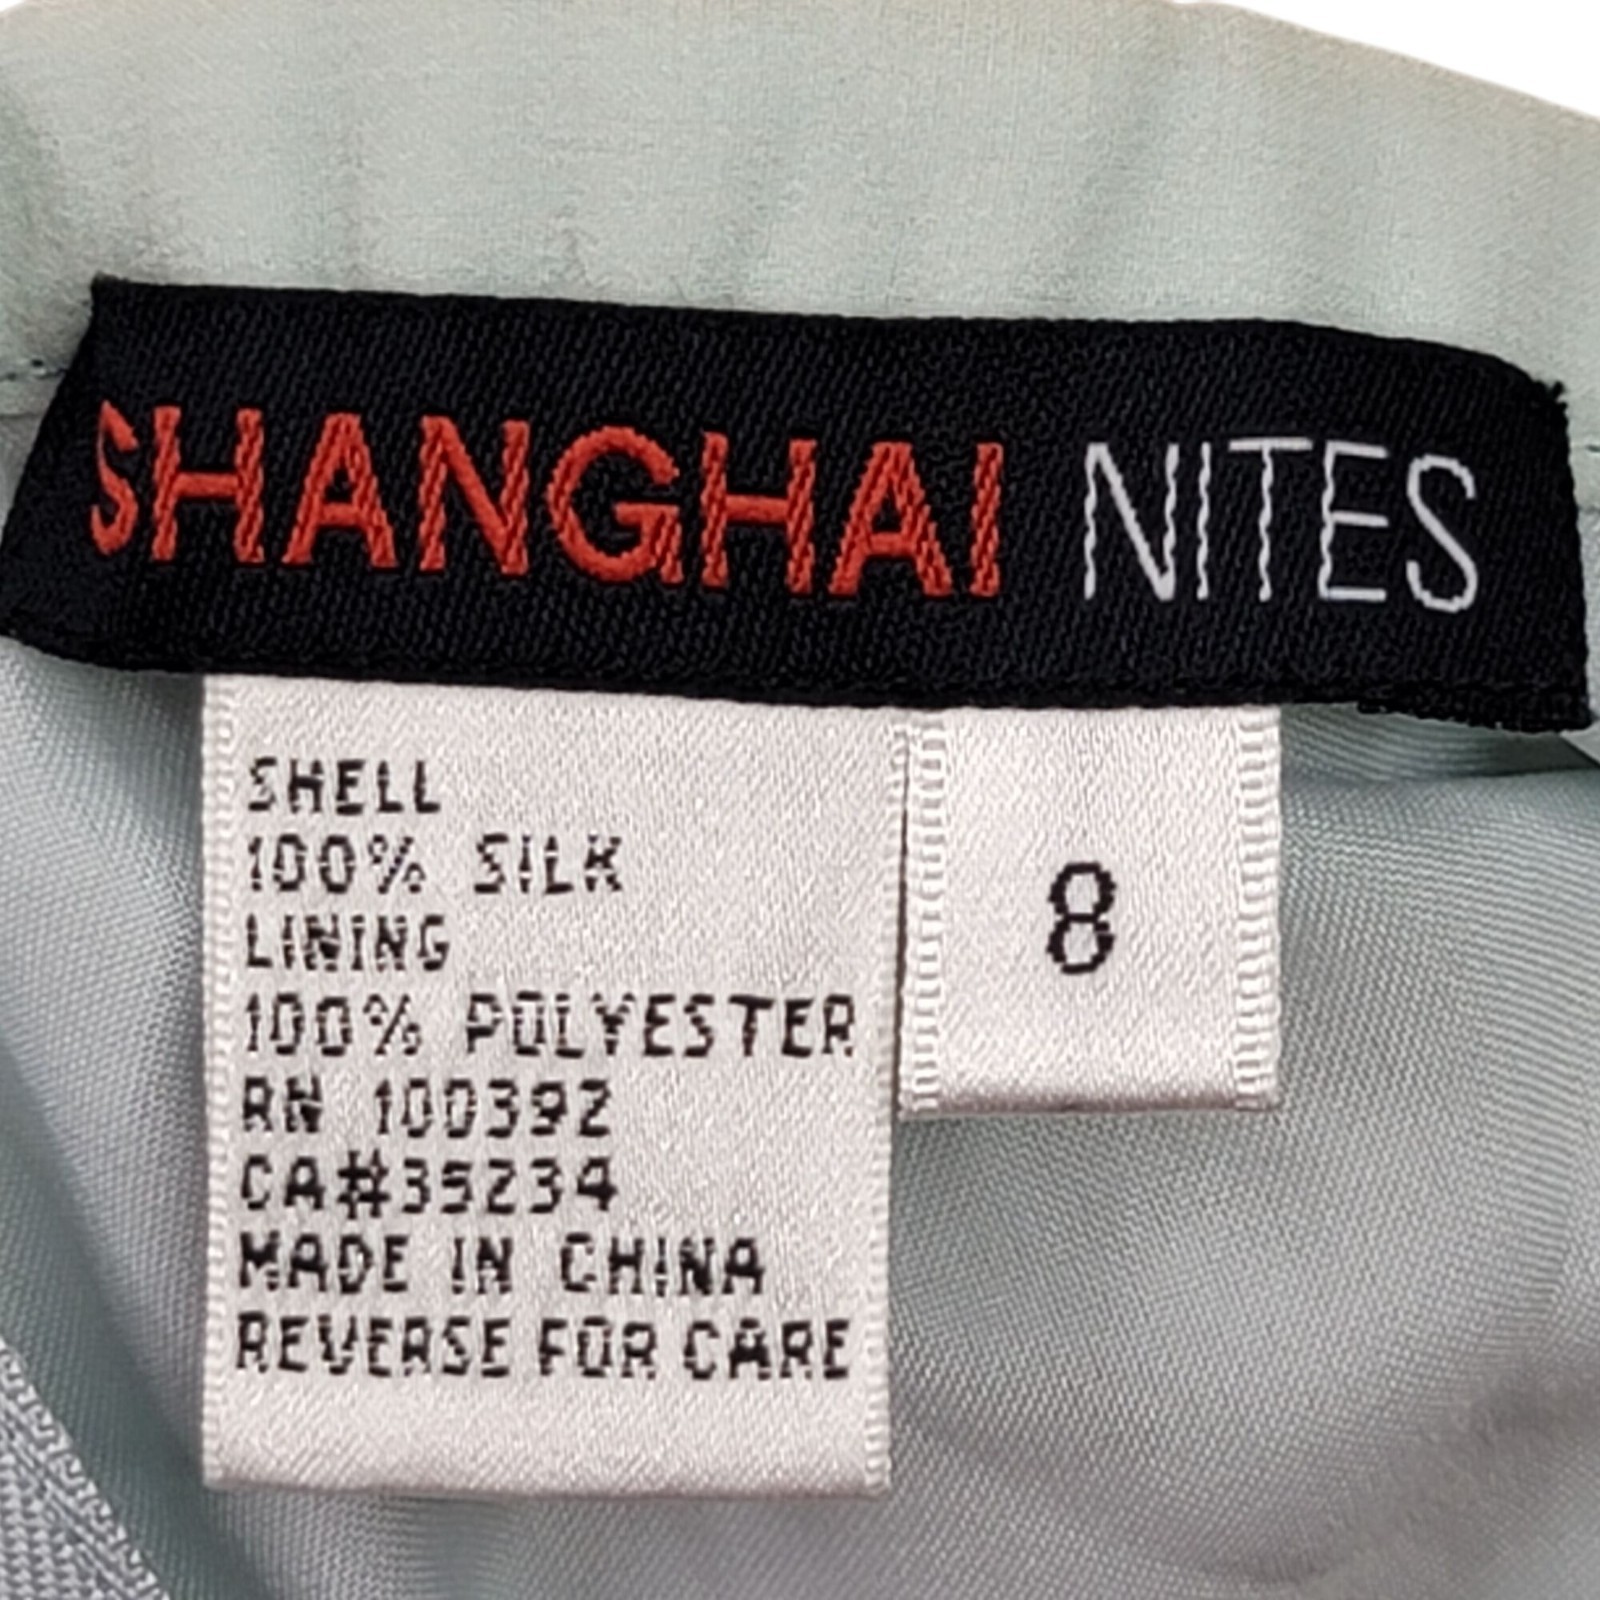 SHANGHAI NITES
SHELL
100% SILK
LINING
100% POLYESTER
RN 100392
CA#35234
MADE IN CHINA
REVERSE FOR CARE
8